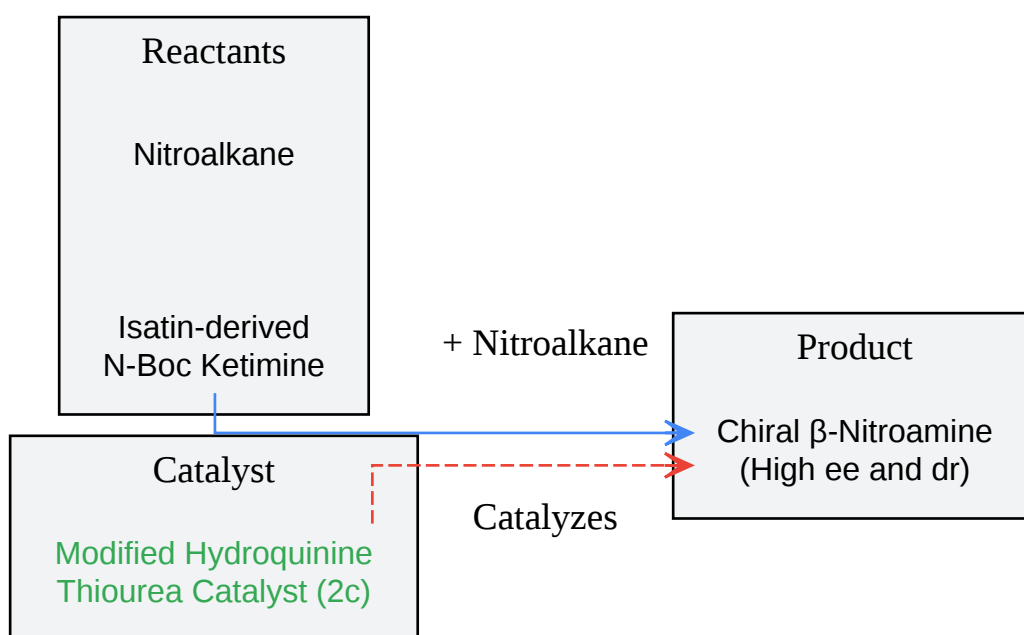 Reactants
Nitroalkane
Isatin-derived
N-Boc Ketimine
+ Nitroalkane
Product
Chiral β-Nitroamine
(High ee and dr)
Catalyst
Catalyzes
Modified Hydroquinine
Thiourea Catalyst (2c)